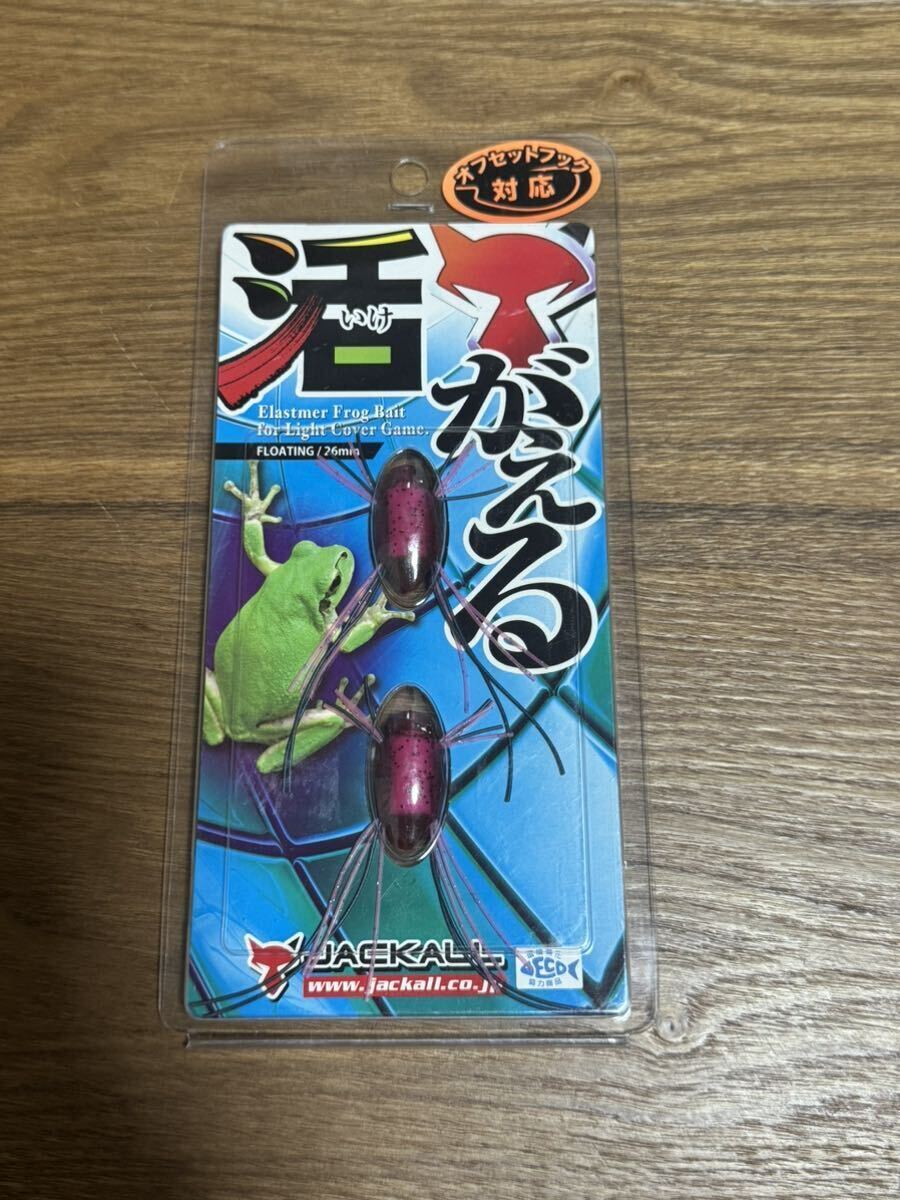 オフセットフック
対応
活
いけ
がえる
Elastmer Frog Bait
for Light Cover Game.
FLOATING / 26mm
JACKALL
www.jackall.co.jp
ECO